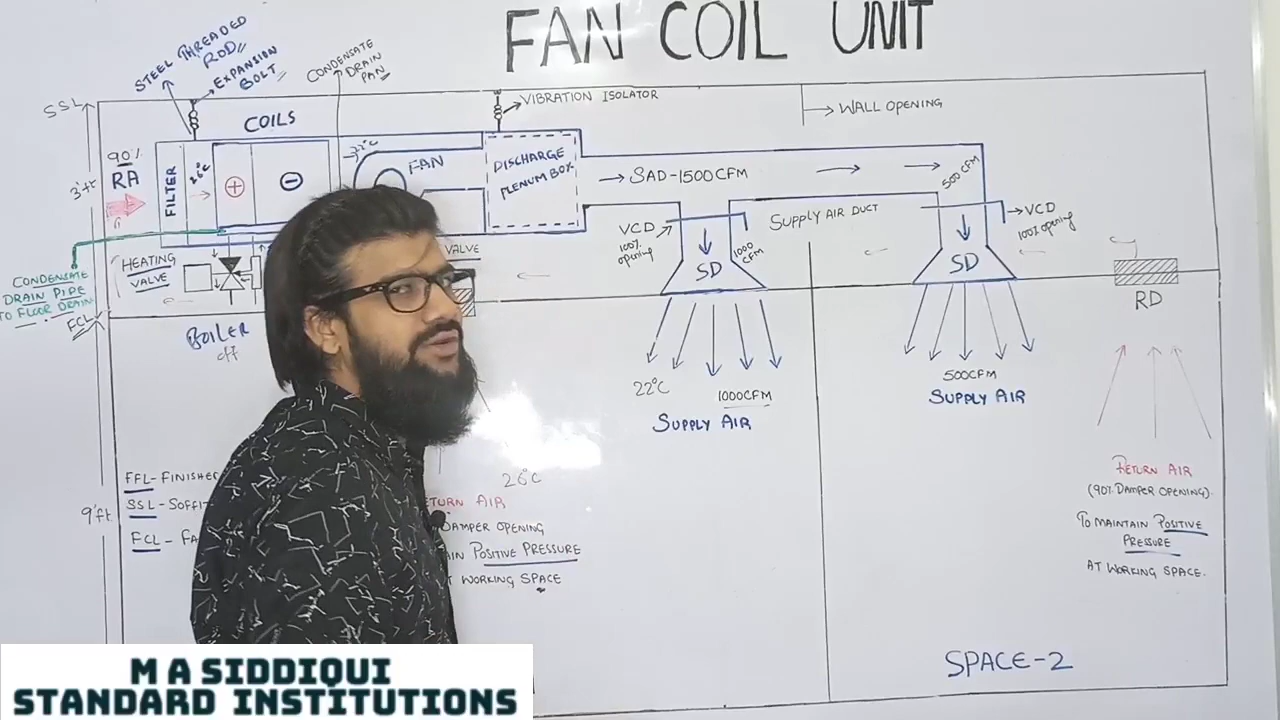 FAN COIL UNIT
STEEL THREADED
ROD
EXPANSION
BOLT
CONDENSATE
DRAIN
PAN
SSL
COILS
VIBRATION ISOLATOR
WALL OPENING
90%
RA
3'ft
FILTER
26°C
+
-
FAN
DISCHARGE
PLENUM BOX
SAD-1500CFM
500 CFM
VCD
100%
opening
1000
CFM
SUPPLY AIR DUCT
VCD
100%
opening
SD
SD
RD
VALVE
HEATING
VALVE
CONDENSATE
DRAIN PIPE
TO FLOOR DRAIN
FCL
BOILER
off
22°C
1000CFM
SUPPLY AIR
500CFM
SUPPLY AIR
9'ft
FFL-FINISHED
SSL-SOFFI
FCL-FA
26°C
ETURN AIR
DAMPER OPENING
IN POSITIVE PRESSURE
AT WORKING SPACE
RETURN AIR
(90% DAMPER OPENING).
TO MAINTAIN POSITIVE
PRESSURE
AT WORKING SPACE.
SPACE-2
M A SIDDIQUI
STANDARD INSTITUTIONS